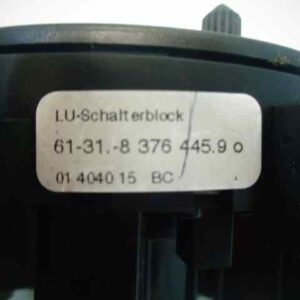 LU-Schalterblock
61-31.-8 376 445.9 o
01 4040 15 BC